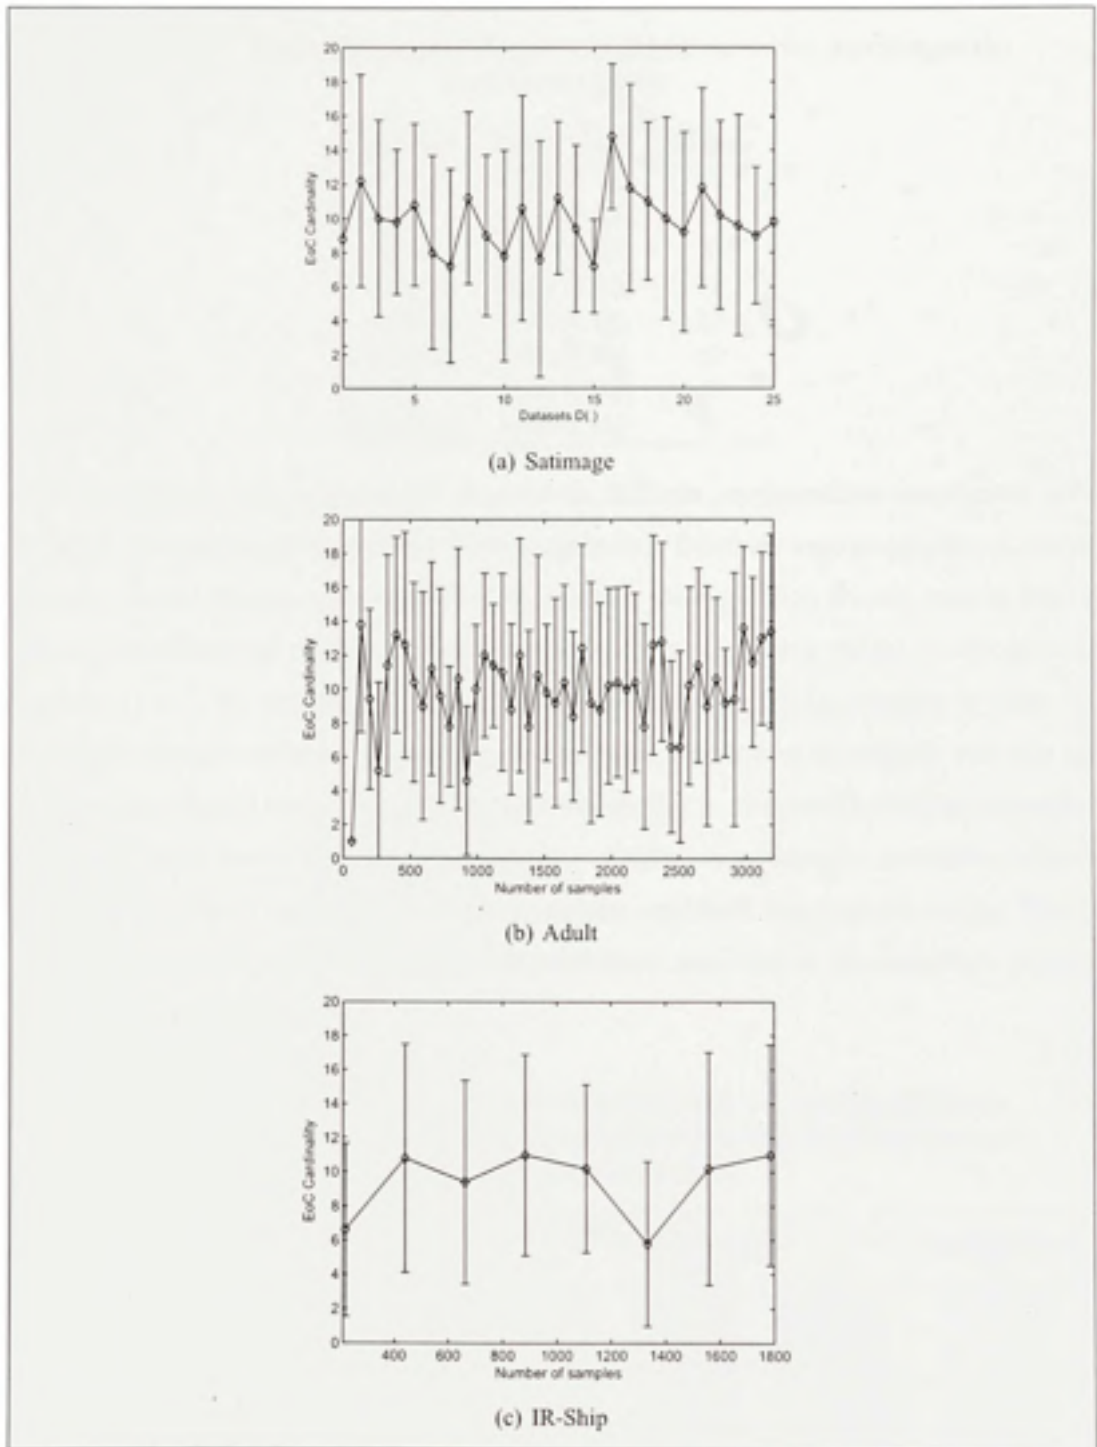 20
18
16
14
12
10
8
6
4
2
0
EoC Cardinality
5 10 15 20 25
Datasets D(.)
(a) Satimage
20
18
16
14
12
10
8
6
4
2
0
EoC Cardinality
0 500 1000 1500 2000 2500 3000
Number of samples
(b) Adult
20
18
16
14
12
10
8
6
4
2
0
EoC Cardinality
400 600 800 1000 1200 1400 1600 1800
Number of samples
(c) IR-Ship